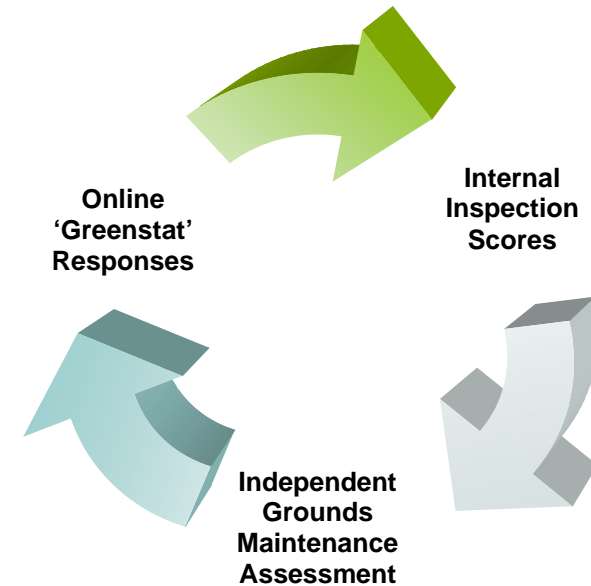 Online
‘Greenstat’
Responses
Internal
Inspection
Scores
Independent
Grounds
Maintenance
Assessment